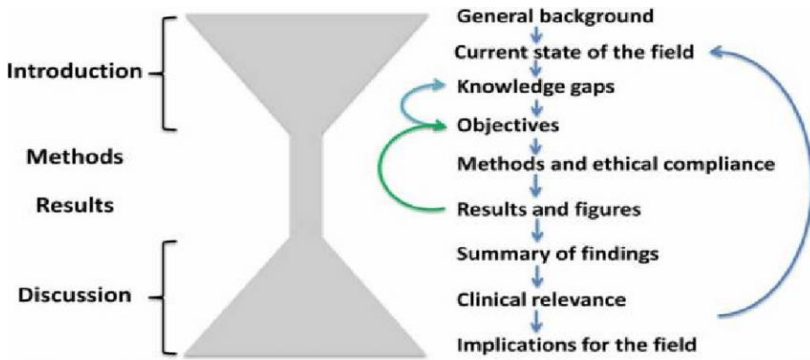 General background
Current state of the field
Introduction
Knowledge gaps
Objectives
Methods
Methods and ethical compliance
Results
Results and figures
Summary of findings
Discussion
Clinical relevance
Implications for the field